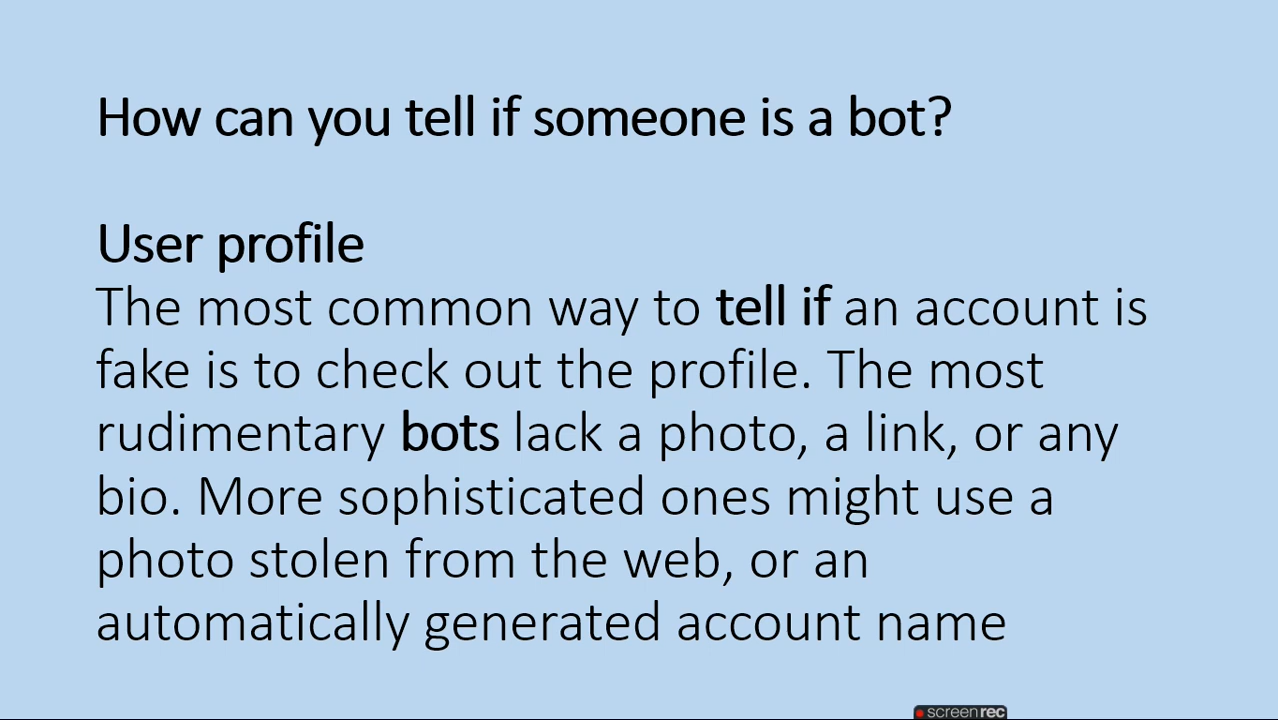 How can you tell if someone is a bot?
User profile
The most common way to tell if an account is
fake is to check out the profile. The most
rudimentary bots lack a photo, a link, or any
bio. More sophisticated ones might use a
photo stolen from the web, or an
automatically generated account name
screenrec